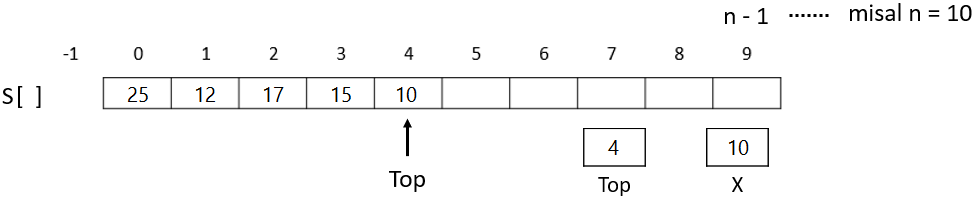 n - 1 ······· misal n = 10
-1 0 1 2 3 4 5 6 7 8 9
S[ ] 25 12 17 15 10
4 10
Top Top X